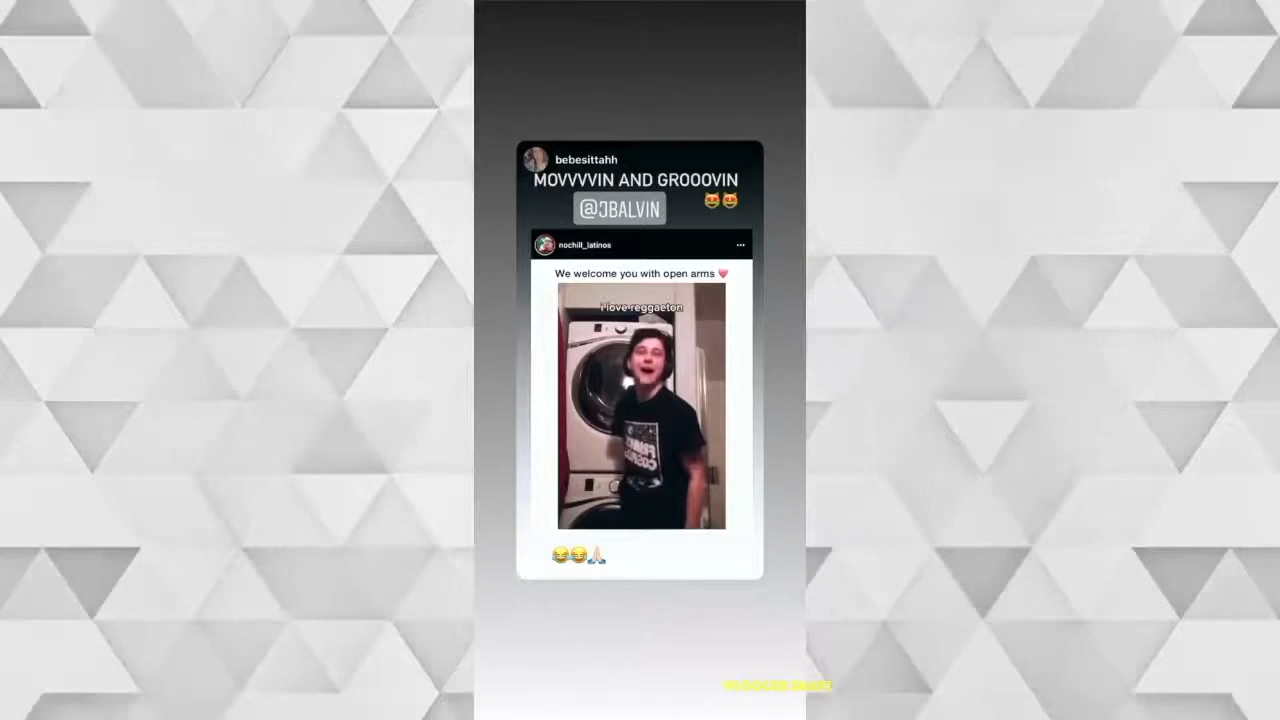 bebesittahh
MOVVVVIN AND GROOOVIN
@JBALVIN
nochill_latinos
We welcome you with open arms
I love reggaeton